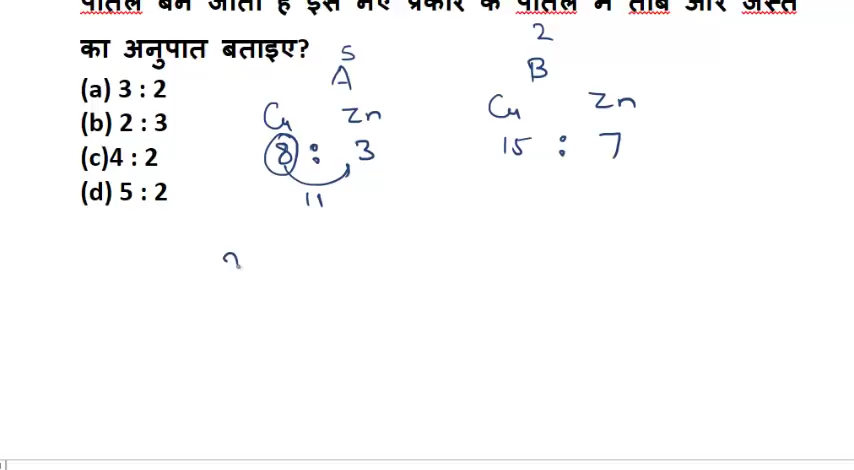 पीतल बन जाता है इस नए प्रकार के पीतल में तांबे और जस्ते
का अनुपात बताइए?
(a) 3 : 2
(b) 2 : 3
(c)4 : 2
(d) 5 : 2
5 2
A B
Cu Zn Cu Zn
8 : 3 15 : 7
11